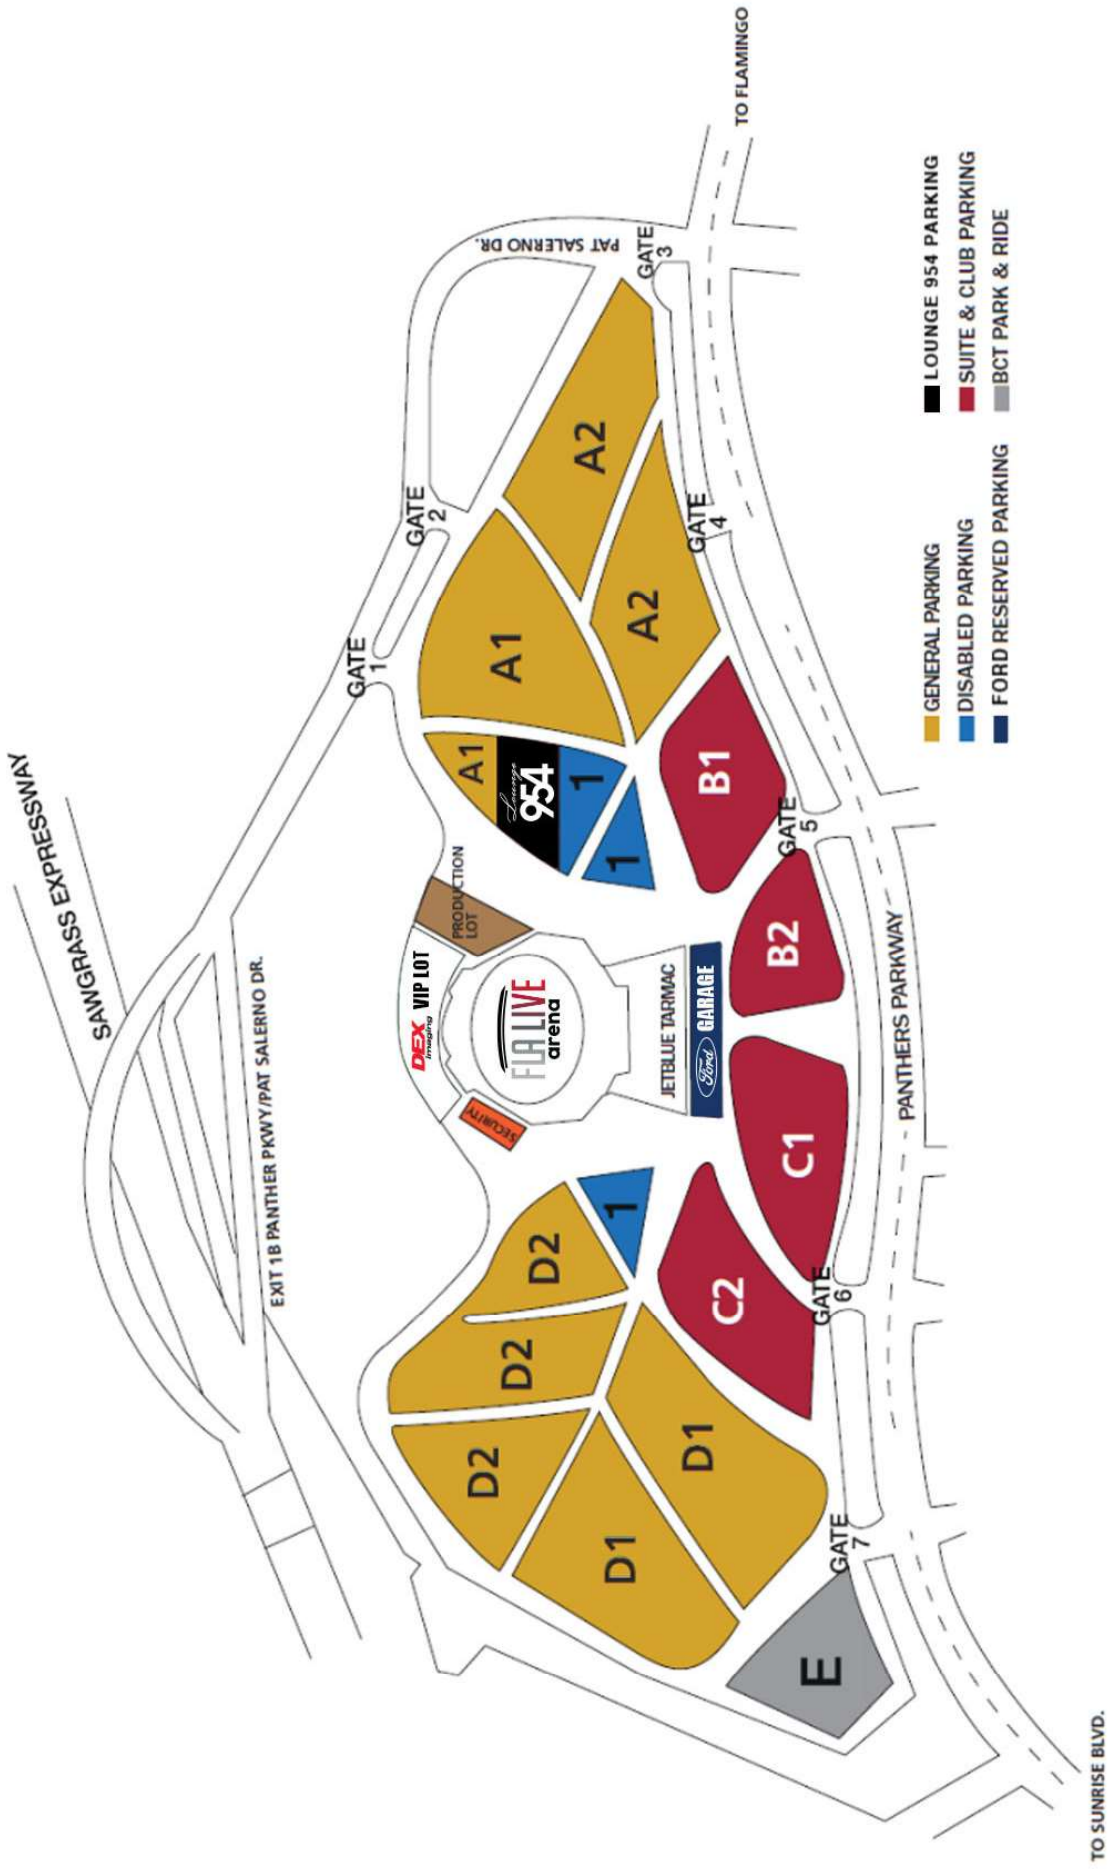 SAWGRASS EXPRESSWAY
EXIT 1B PANTHER PKWY/PAT SALERNO DR.
GATE
1
GATE
2
PAT SALERNO DR.
GATE
3
GATE
4
GATE
5
GATE
6
GATE
7
TO FLAMINGO
PANTHERS PARKWAY
TO SUNRISE BLVD.
D2
D2
D2
D1
D1
E
1
C2
C1
SECURITY
DEX
imaging
VIP LOT
PRODUCTION
LOT
FLA LIVE
arena
JETBLUE TARMAC
Ford GARAGE
B2
B1
A1
Lounge
954
1
1
A1
A2
A2
GENERAL PARKING
DISABLED PARKING
FORD RESERVED PARKING
LOUNGE 954 PARKING
SUITE & CLUB PARKING
BCT PARK & RIDE